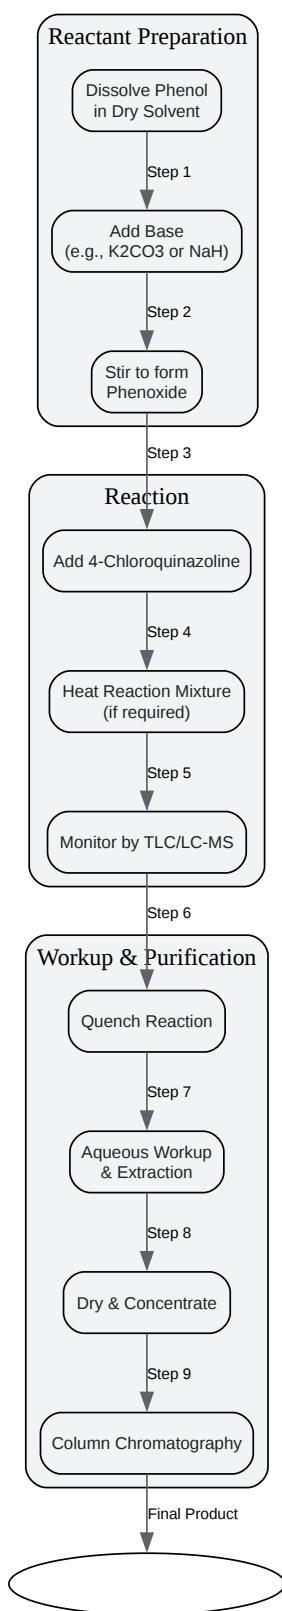 Reactant Preparation
Dissolve Phenol
in Dry Solvent
Step 1
Add Base
(e.g., K2CO3 or NaH)
Step 2
Stir to form
Phenoxide
Step 3
Reaction
Add 4-Chloroquinazoline
Step 4
Heat Reaction Mixture
(if required)
Step 5
Monitor by TLC/LC-MS
Step 6
Workup & Purification
Quench Reaction
Step 7
Aqueous Workup
& Extraction
Step 8
Dry & Concentrate
Step 9
Column Chromatography
Final Product